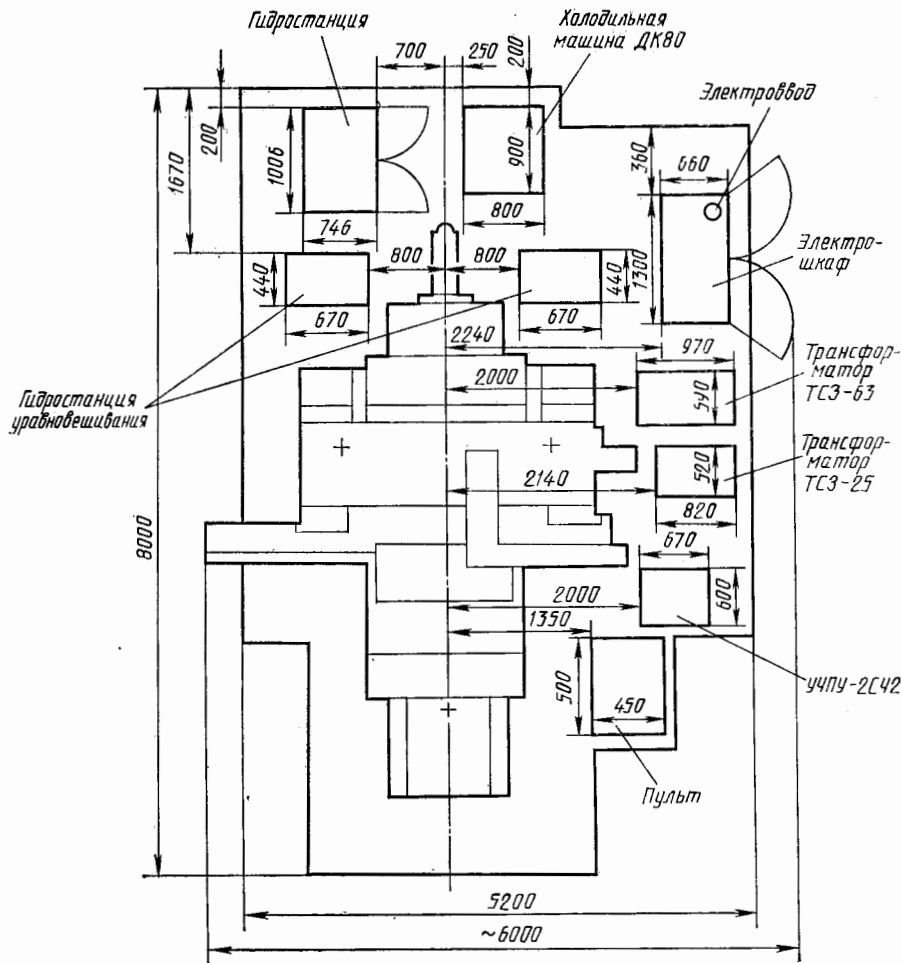 Гидростанция
Холодильная
машина ДК80
700
250
200
Электроввод
200
1670
1006
900
360
660
746
800
440
800
800
440
1300
Электро-
шкаф
670
670
2240
970
Трансфор-
матор
ТСЗ-63
2000
590
Гидростанция
уравновешивания
Трансфор-
матор
ТСЗ-25
520
2140
820
8000
670
2000
600
1350
УЧПУ-2С42
500
450
Пульт
5200
~6000